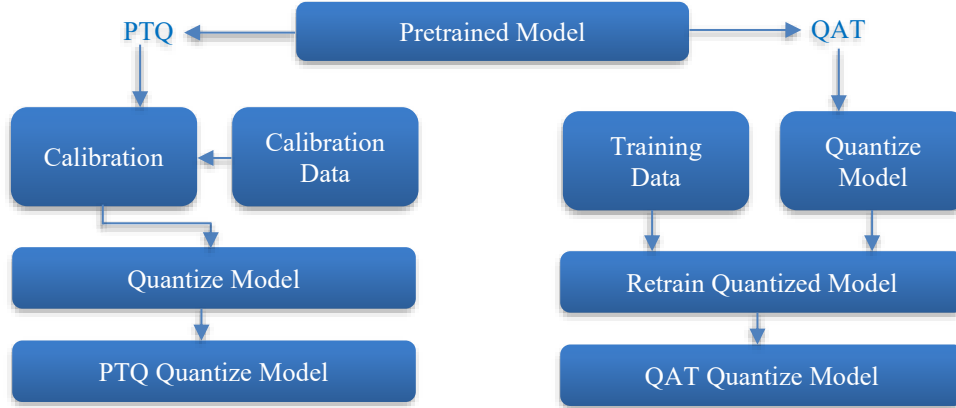 PTQ
Pretrained Model
QAT
Calibration
Calibration
Data
Training
Data
Quantize
Model
Quantize Model
Retrain Quantized Model
PTQ Quantize Model
QAT Quantize Model